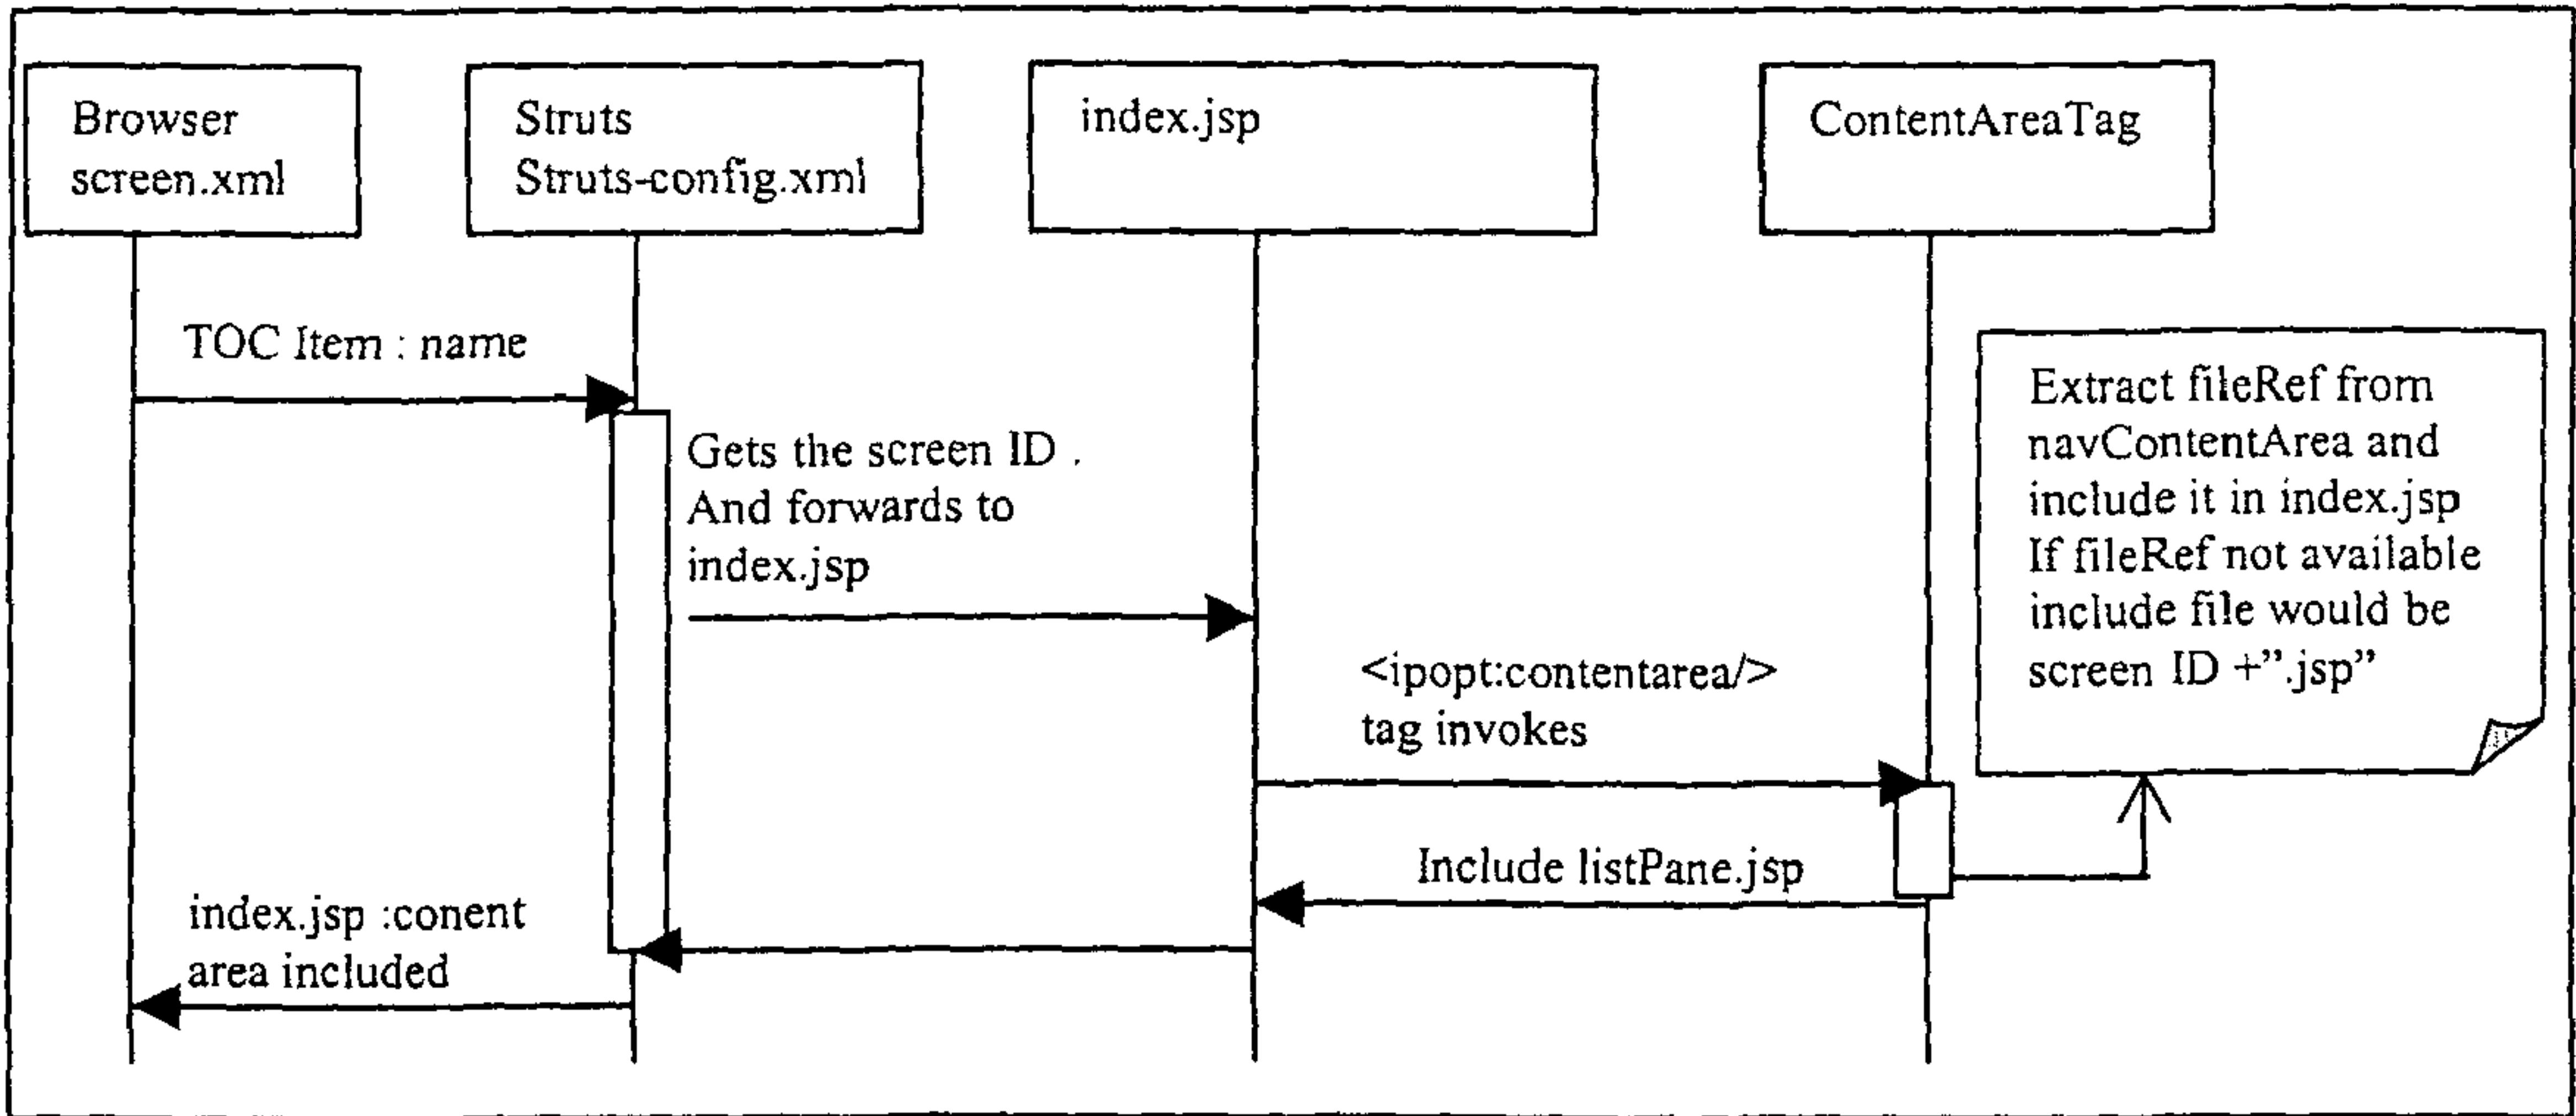 Browser
screen.xml
Struts
Struts-config.xml
index.jsp
ContentAreaTag
TOC Item : name
Gets the screen ID .
And forwards to
index.jsp
<ipopt:contentarea/>
tag invokes
Extract fileRef from
navContentArea and
include it in index.jsp
If fileRef not available
include file would be
screen ID +”.jsp”
Include listPane.jsp
index.jsp :conent
area included